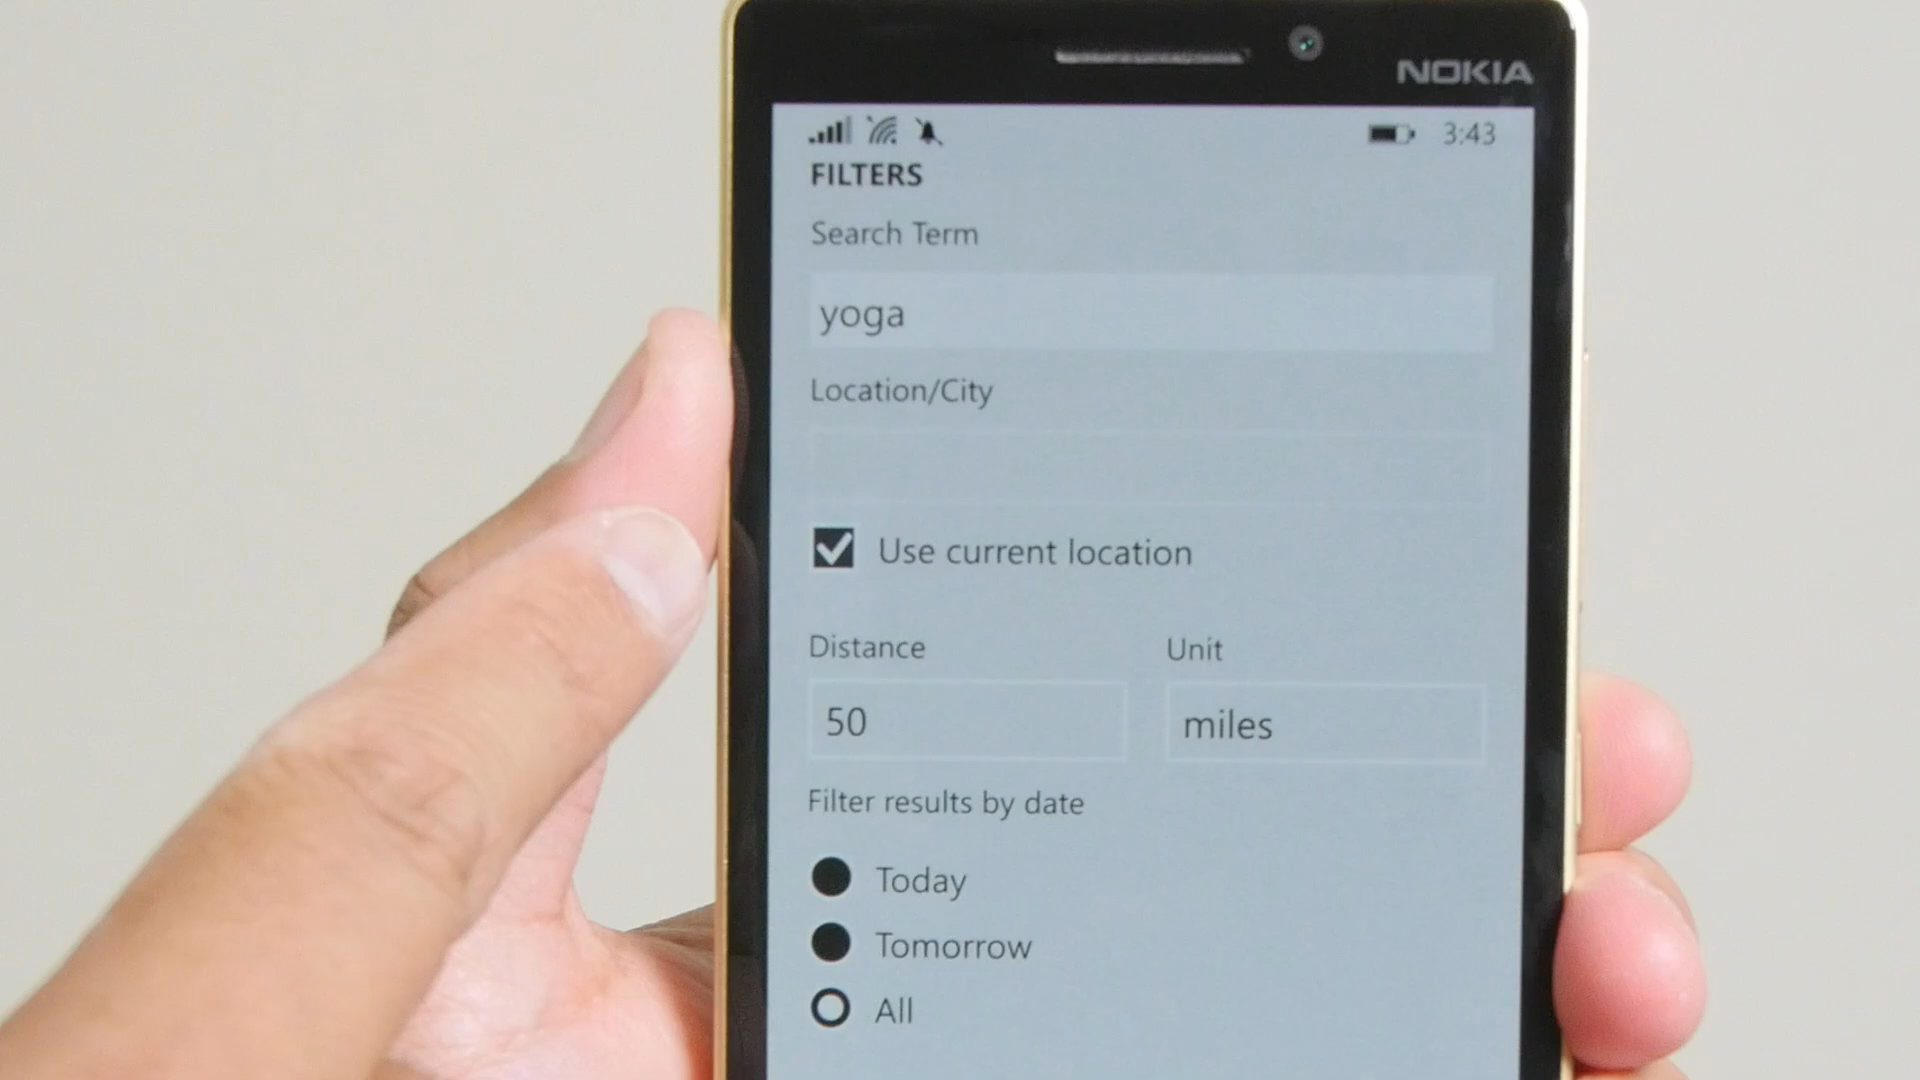 NOKIA
3:43
FILTERS
Search Term
yoga
Location/City
Use current location
Distance Unit
50 miles
Filter results by date
Today
Tomorrow
All